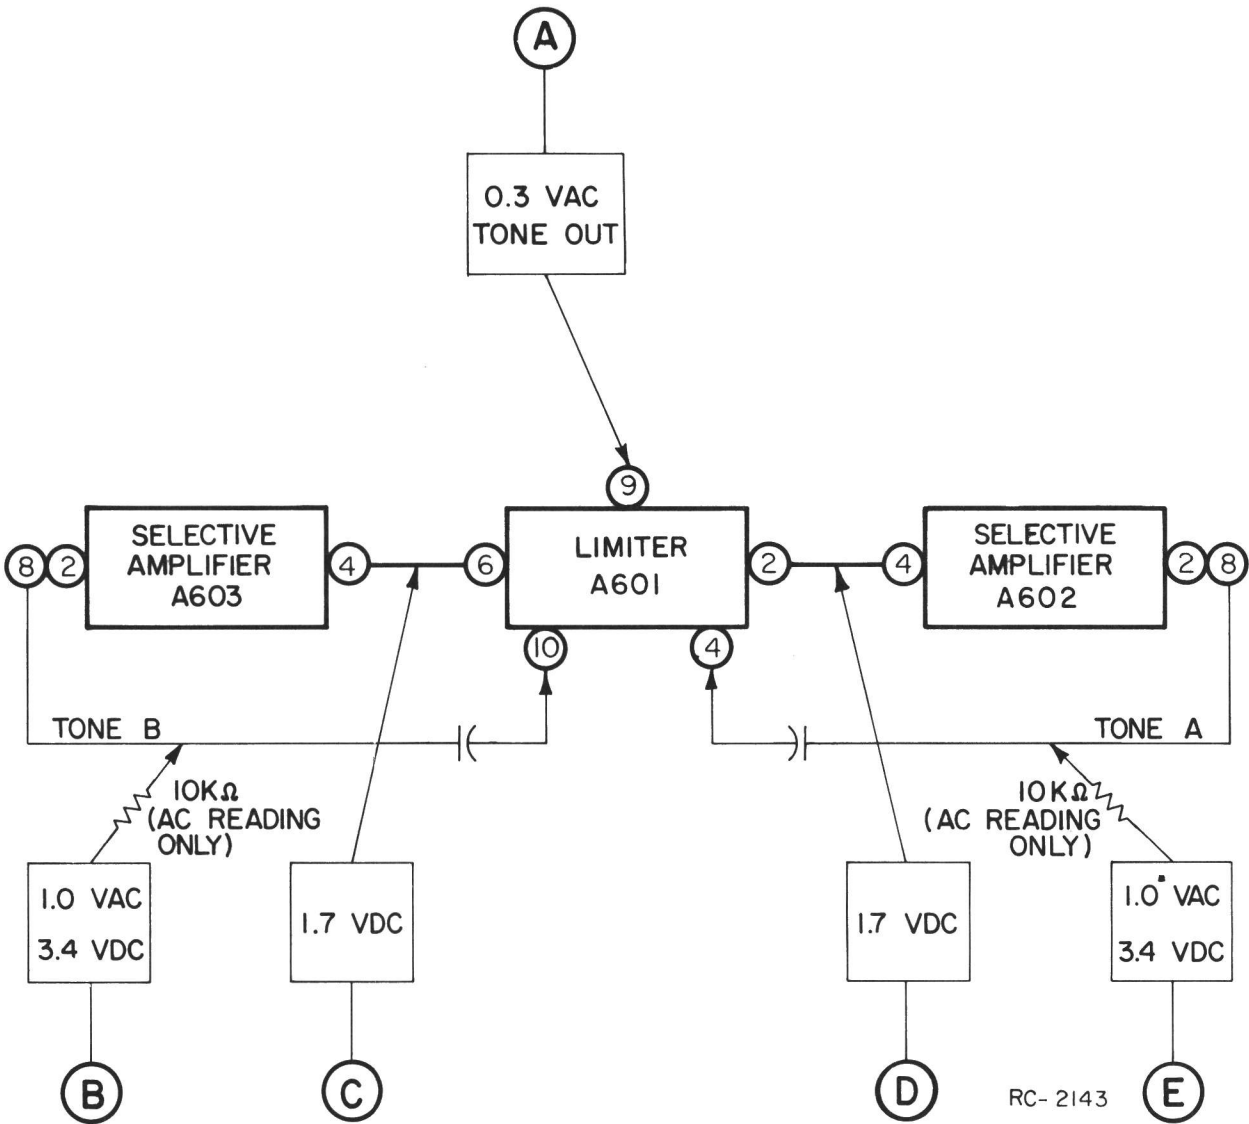 A
0.3 VAC
TONE OUT
9
SELECTIVE
AMPLIFIER
A603
8
2
4
6
LIMITER
A601
2
4
SELECTIVE
AMPLIFIER
A602
2
8
10
4
TONE B
TONE A
10KΩ
(AC READING
ONLY)
10KΩ
(AC READING
ONLY)
1.0 VAC
3.4 VDC
1.7 VDC
1.7 VDC
1.0 VAC
3.4 VDC
B
C
D
RC-2143
E